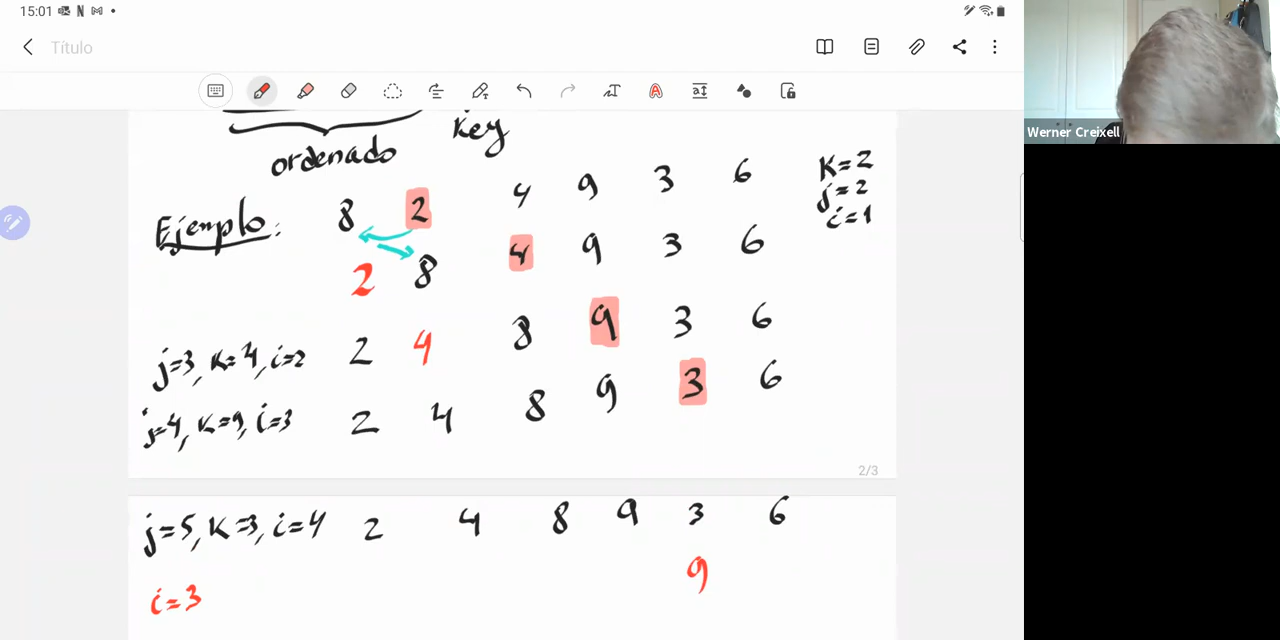 15:01
Título
Werner Creixell
ordenado
Key
K=2
j=2
i=1
Ejemplo: 8 2 4 9 3 6
2 8 4 9 3 6
j=3, K=4, i=2 2 4 8 9 3 6
j=4, K=9, i=3 2 4 8 9 3 6
2/3
j=5, K=3, i=4 2 4 8 9 3 6
i=3 9